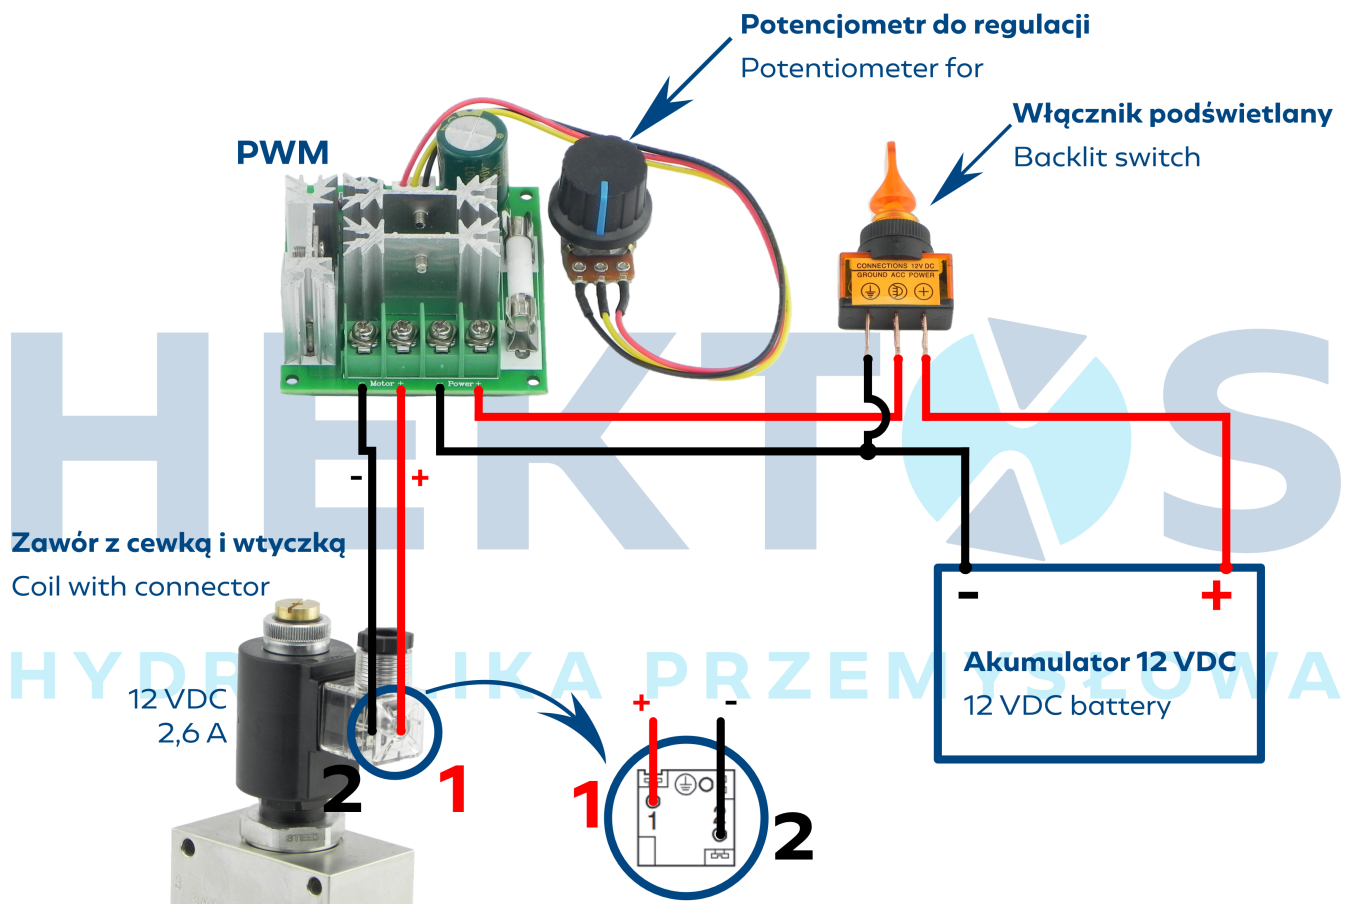 Potencjometr do regulacji
Potentiometer for
Włącznik podświetlany
Backlit switch
PWM
CONNECTIONS 12V DC
GROUND ACC POWER
Motor +
Power +
- +
HEKTOS
HYDRAULIKA PRZEMYSŁOWA
Zawór z cewką i wtyczką
Coil with connector
12 VDC
2,6 A
2 1
- +
Akumulator 12 VDC
12 VDC battery
+ -
1
1
2
2